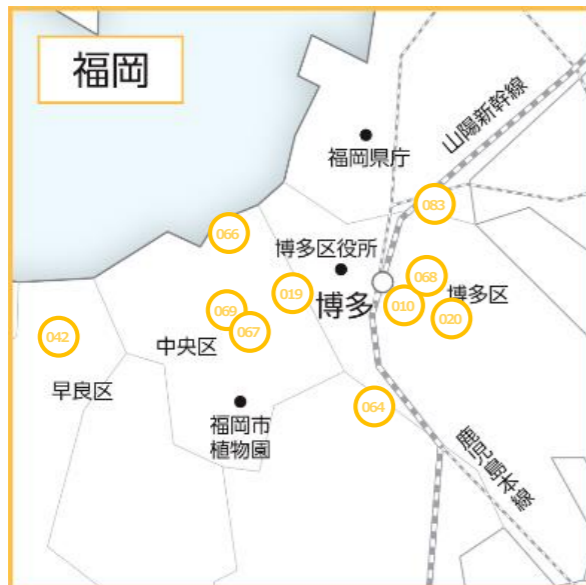 福岡
山陽新幹線
福岡県庁
083
066
博多区役所
068
019
博多
010
博多区
069
020
067
042
中央区
早良区
064
福岡市
植物園
鹿児島本線